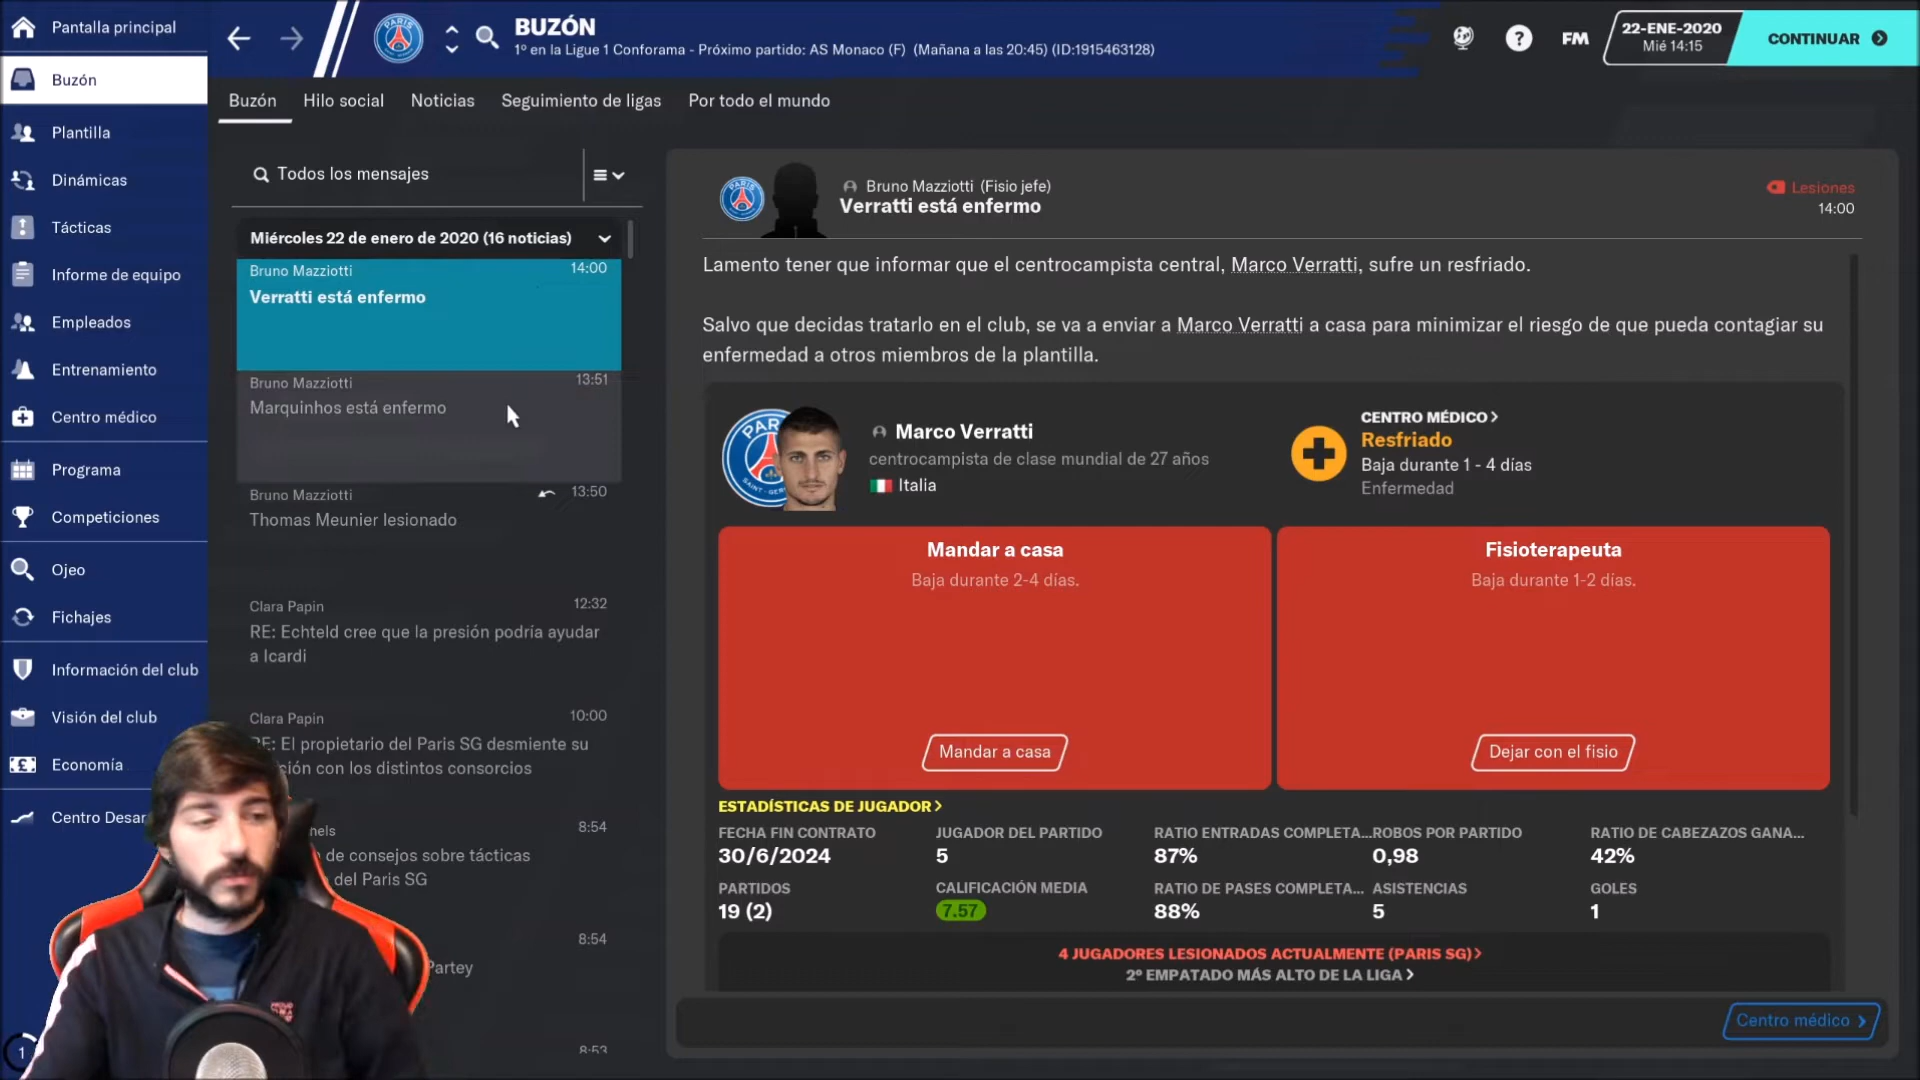 Pantalla principal
Buzón
Plantilla
Dinámicas
Tácticas
Informe de equipo
Empleados
Entrenamiento
Centro médico
Programa
Competiciones
Ojeo
Fichajes
Información del club
Visión del club
Economía
Centro Desar
1
PARIS
BUZÓN
1º en la Ligue 1 Conforama - Próximo partido: AS Monaco (F) (Mañana a las 20:45) (ID:1915463128)
?
FM
22-ENE-2020
Mié 14:15
CONTINUAR
Buzón
Hilo social
Noticias
Seguimiento de ligas
Por todo el mundo
Todos los mensajes
Miércoles 22 de enero de 2020 (16 noticias)
Bruno Mazziotti 14:00
Verratti está enfermo
Bruno Mazziotti 13:51
Marquinhos está enfermo
Bruno Mazziotti 13:50
Thomas Meunier lesionado
Clara Papin 12:32
RE: Echteld cree que la presión podría ayudar
a Icardi
Clara Papin 10:00
RE: El propietario del Paris SG desmiente su
sión con los distintos consorcios
nels 8:54
de consejos sobre tácticas
del Paris SG
8:54
Partey
8:53
PARIS
Bruno Mazziotti (Fisio jefe)
Verratti está enfermo
Lesiones
14:00
Lamento tener que informar que el centrocampista central, Marco Verratti, sufre un resfriado.
Salvo que decidas tratarlo en el club, se va a enviar a Marco Verratti a casa para minimizar el riesgo de que pueda contagiar su
enfermedad a otros miembros de la plantilla.
Marco Verratti
centrocampista de clase mundial de 27 años
Italia
CENTRO MÉDICO
Resfriado
Baja durante 1 - 4 días
Enfermedad
Mandar a casa
Baja durante 2-4 días.
Mandar a casa
Fisioterapeuta
Baja durante 1-2 días.
Dejar con el fisio
ESTADÍSTICAS DE JUGADOR
FECHA FIN CONTRATO
30/6/2024
JUGADOR DEL PARTIDO
5
RATIO ENTRADAS COMPLETA...
87%
ROBOS POR PARTIDO
0,98
RATIO DE CABEZAZOS GANA...
42%
PARTIDOS
19 (2)
CALIFICACIÓN MEDIA
7.57
RATIO DE PASES COMPLETA...
88%
ASISTENCIAS
5
GOLES
1
4 JUGADORES LESIONADOS ACTUALMENTE (PARIS SG)
2º EMPATADO MÁS ALTO DE LA LIGA
Centro médico